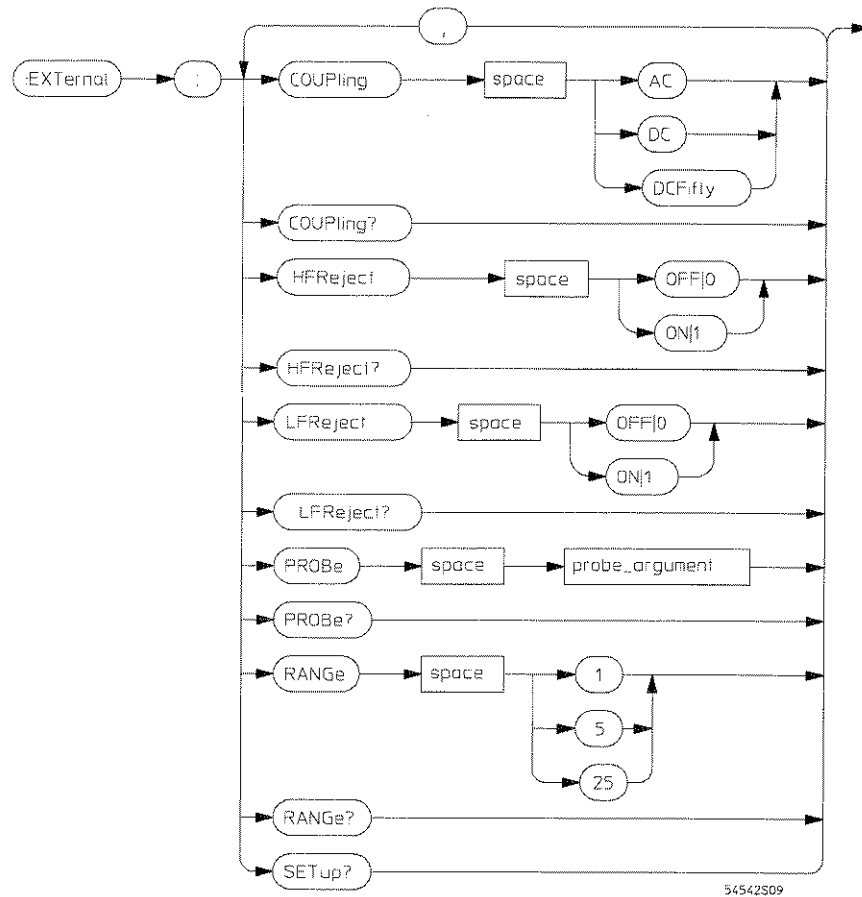 ,
:EXTernal : COUPling space AC
DC
DCFifty
COUPling?
HFReject space OFF|0
ON|1
HFReject?
LFReject space OFF|0
ON|1
LFReject?
PROBe space probe_argument
PROBe?
RANGe space 1
5
25
RANGe?
SETup?
54542S09